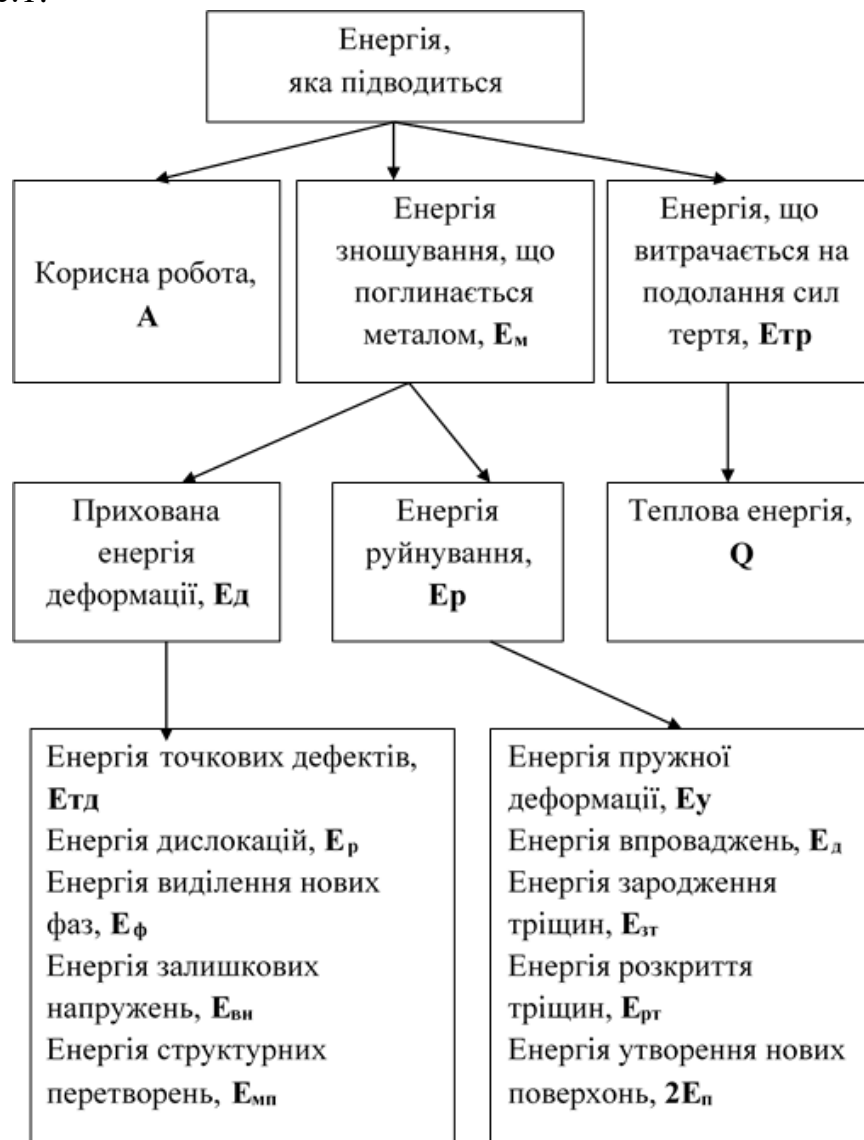 Енергія,
яка підводиться
Корисна робота,
А
Енергія
зношування, що
поглинається
металом, Ем
Енергія, що
витрачається на
подолання сил
тертя, Етр
Прихована
енергія
деформації, Ед
Енергія
руйнування,
Ер
Теплова енергія,
Q
Енергія точкових дефектів,
Етд
Енергія дислокацій, Е р
Енергія виділення нових
фаз, Е ф
Енергія залишкових
напружень, Евн
Енергія структурних
перетворень, Емп
Енергія пружної
деформації, Еу
Енергія впроваджень, Е д
Енергія зародження
тріщин, Езт
Енергія розкриття
тріщин, Ерт
Енергія утворення нових
поверхонь, 2Еп